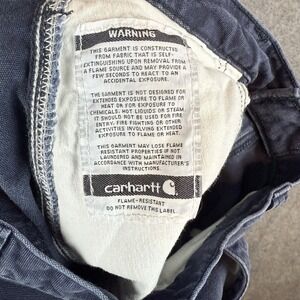 WARNING
THIS GARMENT IS CONSTRUCTED
FROM FABRIC THAT IS SELF-
EXTINGUISHING UPON REMOVAL FROM
A FLAME SOURCE AND MAY PROVIDE A
FEW SECONDS TO REACT TO AN
ACCIDENTAL EXPOSURE.
THE GARMENT IS NOT DESIGNED FOR
EXTENDED EXPOSURE TO FLAME OR
HEAT OR FOR EXPOSURE TO
CHEMICALS, HOT LIQUIDS OR STEAM.
IT SHOULD NOT BE USED FOR FIRE
ENTRY, FIRE FIGHTING OR OTHER
ACTIVITIES INVOLVING EXTENDED
EXPOSURE TO FLAME OR HEAT.
THIS GARMENT MAY LOSE FLAME
RESISTANT PROPERTIES IF NOT
LAUNDERED AND MAINTAINED IN
ACCORDANCE WITH MANUFACTURER'S
INSTRUCTIONS.
carhartt
FLAME-RESISTANT
DO NOT REMOVE THIS LABEL